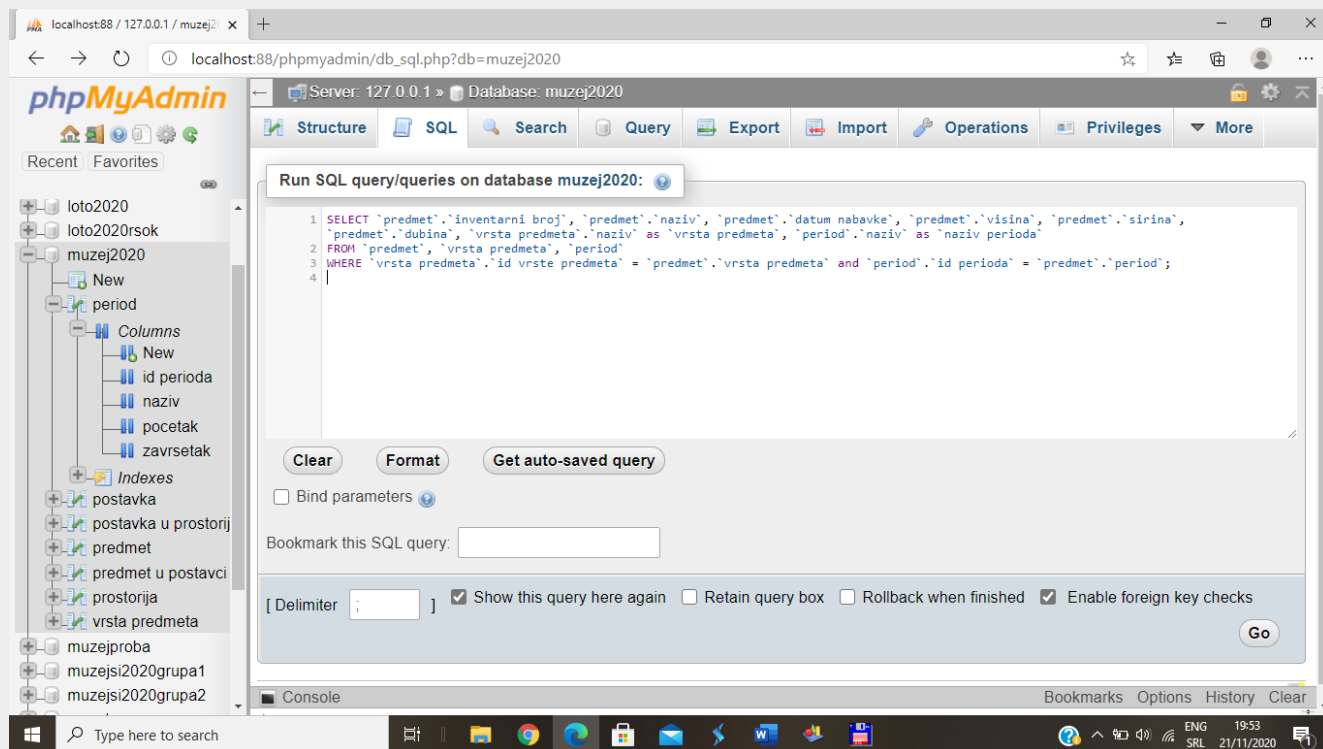 localhost:88 / 127.0.0.1 / muzej2
localhost:88/phpmyadmin/db_sql.php?db=muzej2020
phpMyAdmin
Recent Favorites
loto2020
loto2020rsok
muzej2020
New
period
Columns
New
id perioda
naziv
pocetak
zavrsetak
Indexes
postavka
postavka u prostorij
predmet
predmet u postavci
prostorija
vrsta predmeta
muzejproba
muzejsi2020grupa1
muzejsi2020grupa2
Server: 127.0.0.1 » Database: muzej2020
Structure SQL Search Query Export Import Operations Privileges More
Run SQL query/queries on database muzej2020:
1 SELECT `predmet`.`inventarni broj`, `predmet`.`naziv`, `predmet`.`datum nabavke`, `predmet`.`visina`, `predmet`.`sirina`,
`predmet`.`dubina`, `vrsta predmeta`.`naziv` as `vrsta predmeta`, `period`.`naziv` as `naziv perioda`
2 FROM `predmet`, `vrsta predmeta`, `period`
3 WHERE `vrsta predmeta`.`id vrste predmeta` = `predmet`.`vrsta predmeta` and `period`.`id perioda` = `predmet`.`period`;
4
Clear Format Get auto-saved query
Bind parameters
Bookmark this SQL query:
[ Delimiter ; ] Show this query here again Retain query box Rollback when finished Enable foreign key checks
Go
Console Bookmarks Options History Clear
Type here to search
ENG 19:53
SRL 21/11/2020 1